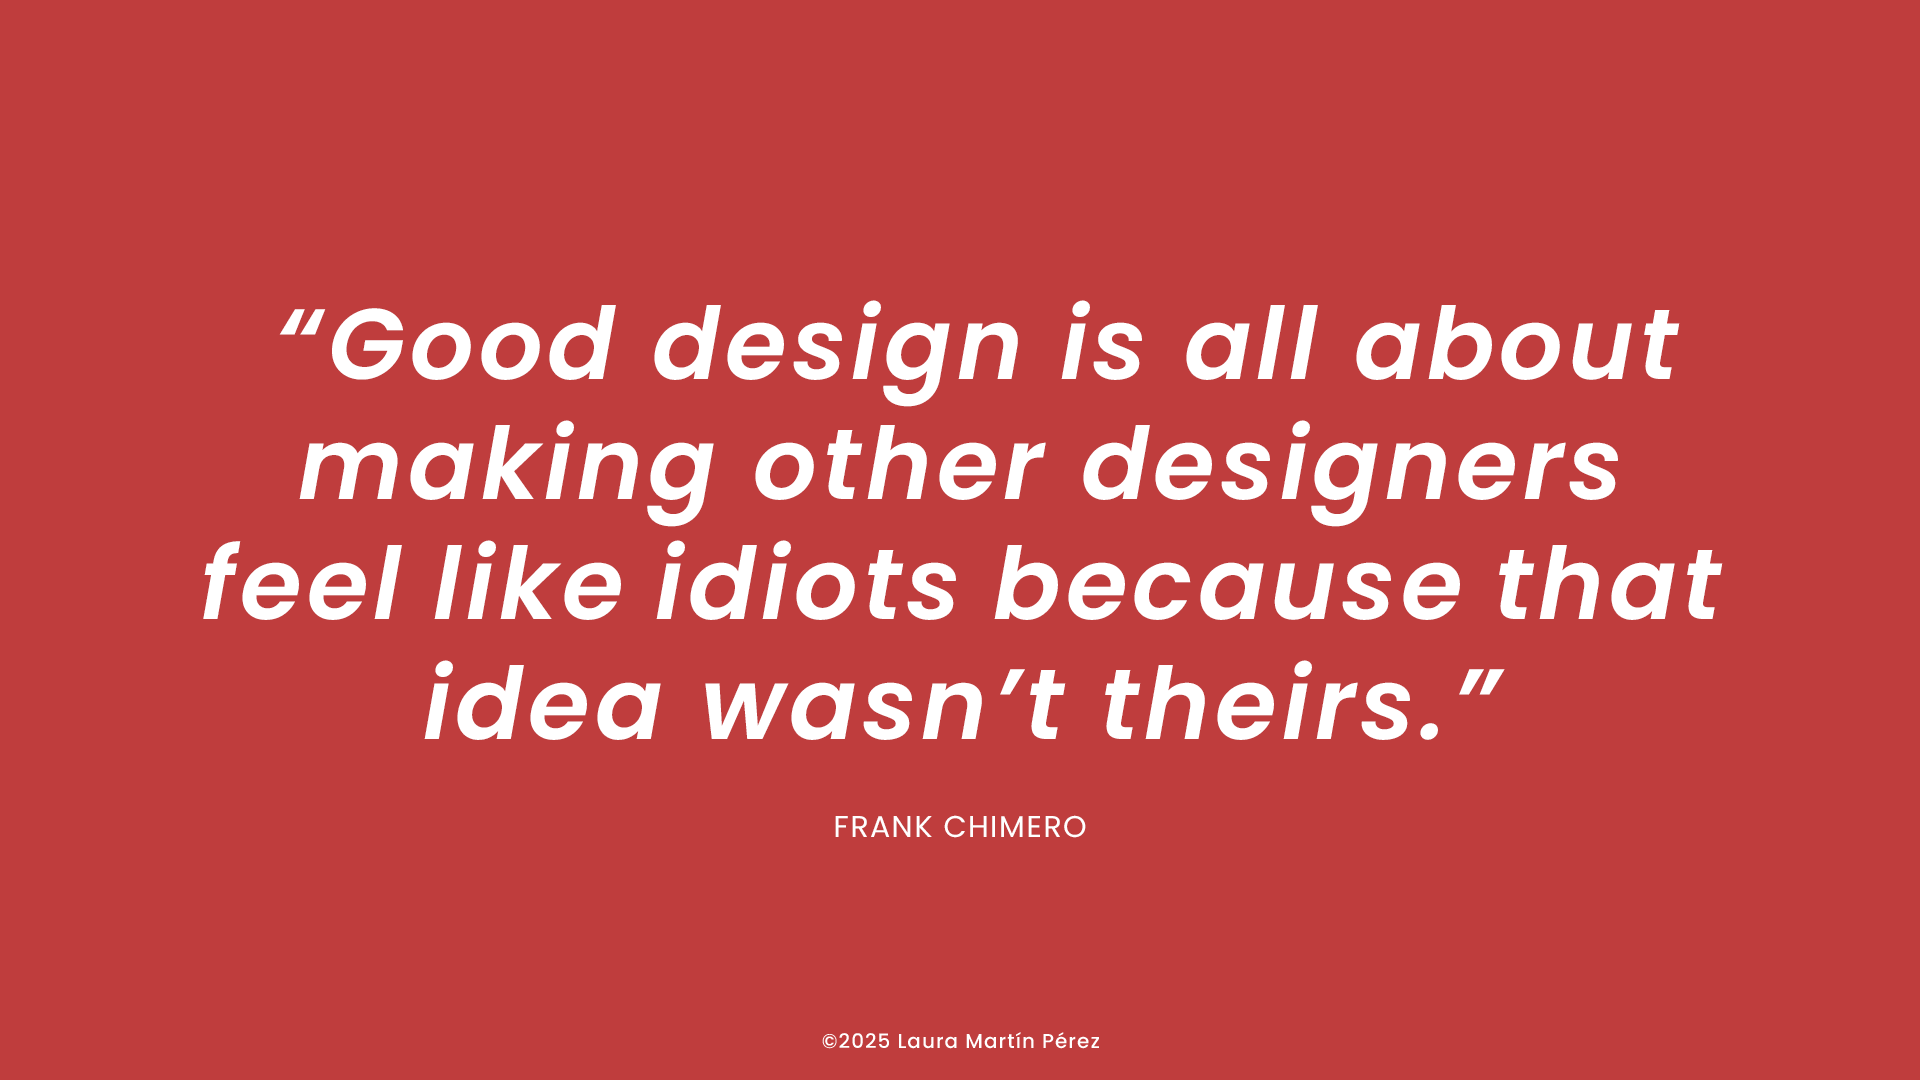 “Good design is all about
making other designers
feel like idiots because that
idea wasn’t theirs.”
FRANK CHIMERO
©2025 Laura Martín Pérez